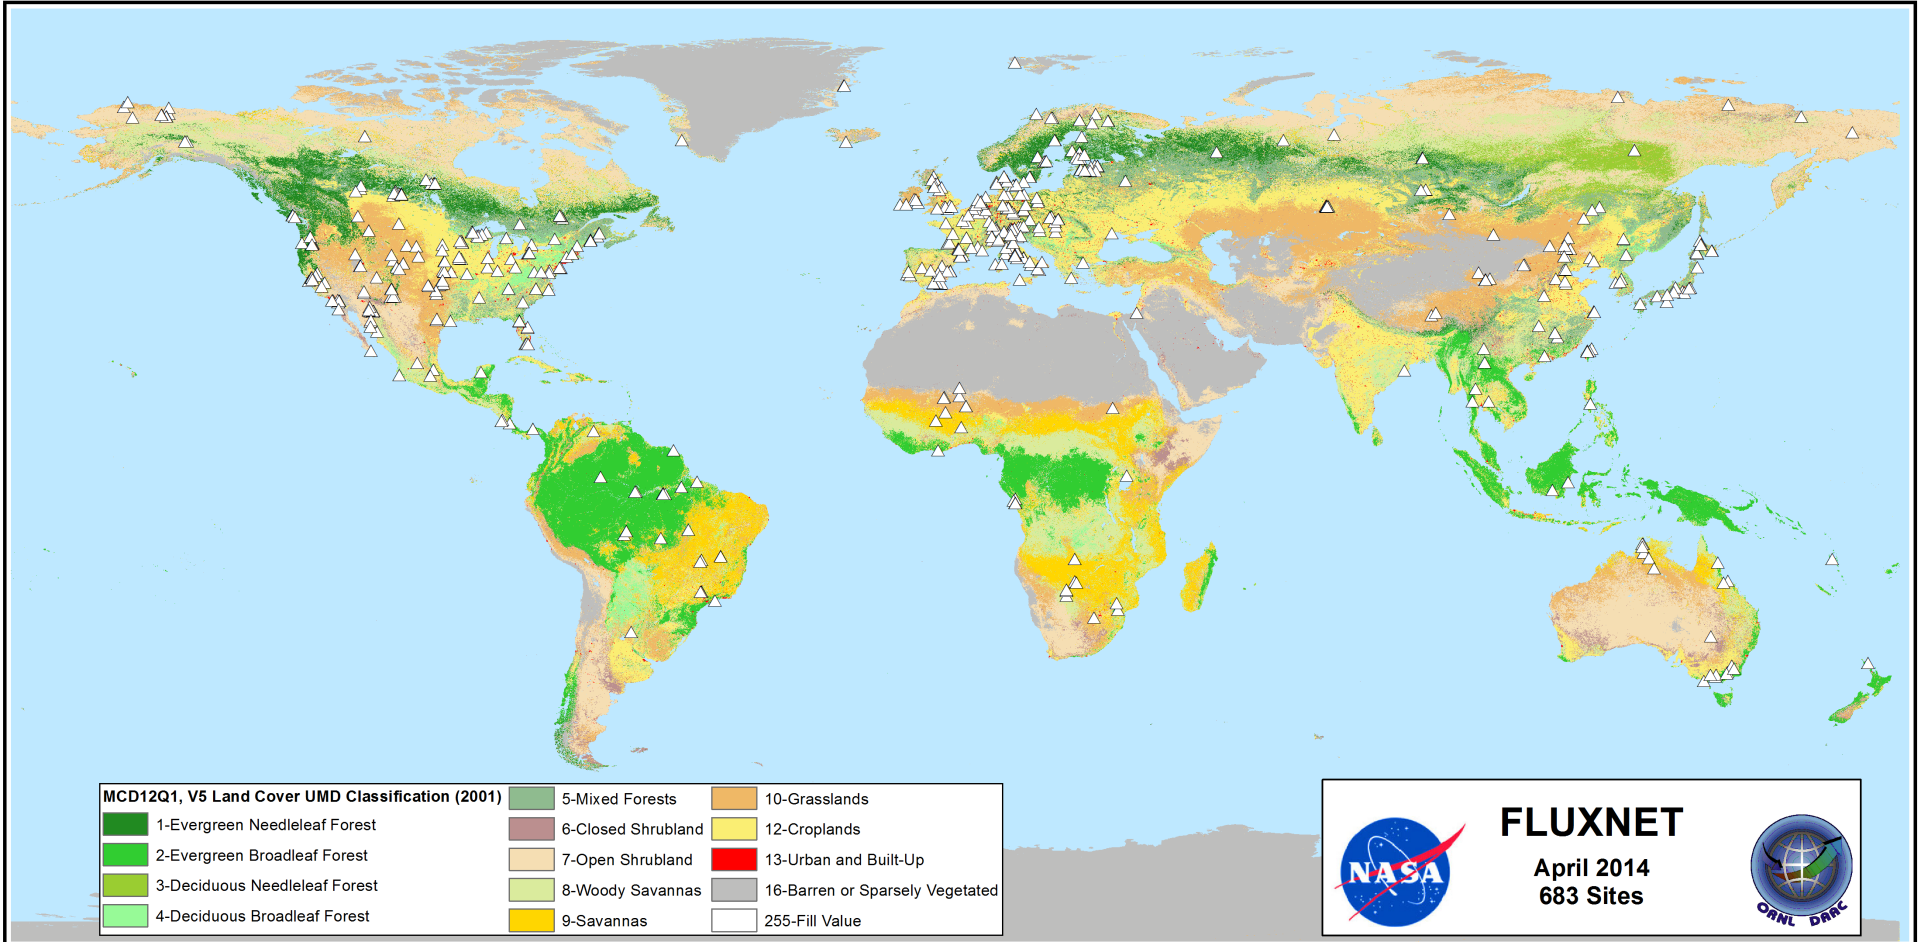 MCD12Q1, V5 Land Cover UMD Classification (2001)
1-Evergreen Needleleaf Forest
2-Evergreen Broadleaf Forest
3-Deciduous Needleleaf Forest
4-Deciduous Broadleaf Forest
5-Mixed Forests
6-Closed Shrubland
7-Open Shrubland
8-Woody Savannas
9-Savannas
10-Grasslands
12-Croplands
13-Urban and Built-Up
16-Barren or Sparsely Vegetated
255-Fill Value
NASA
FLUXNET
April 2014
683 Sites
ORNL DAAC